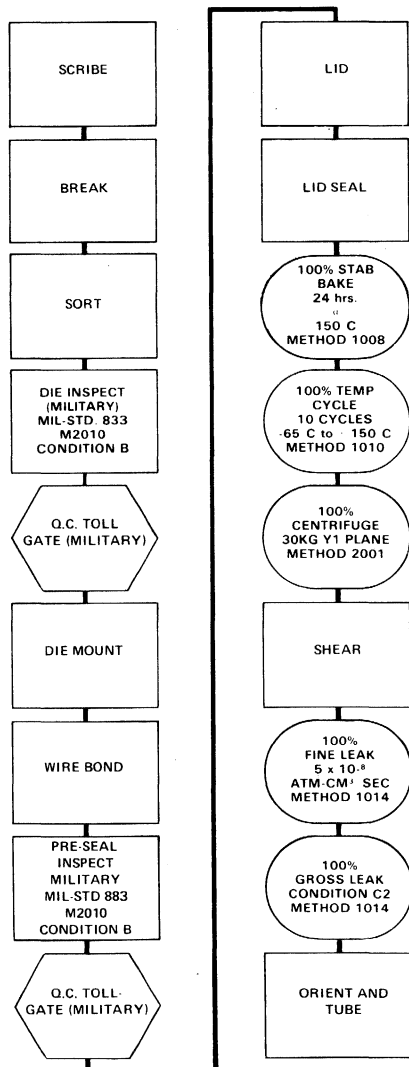 SCRIBE
BREAK
SORT
DIE INSPECT
(MILITARY)
MIL-STD. 833
M2010
CONDITION B
Q.C. TOLL
GATE (MILITARY)
DIE MOUNT
WIRE BOND
PRE-SEAL
INSPECT
MILITARY
MIL-STD 883
M2010
CONDITION B
Q.C. TOLL-
GATE (MILITARY)
LID
LID SEAL
100% STAB
BAKE
24 hrs.
150 C
METHOD 1008
100% TEMP
CYCLE
10 CYCLES
-65 C to 150 C
METHOD 1010
100%
CENTRIFUGE
30KG Y1 PLANE
METHOD 2001
SHEAR
100%
FINE LEAK
5 x 10-8
ATM-CM3 SEC
METHOD 1014
100%
GROSS LEAK
CONDITION C2
METHOD 1014
ORIENT AND
TUBE